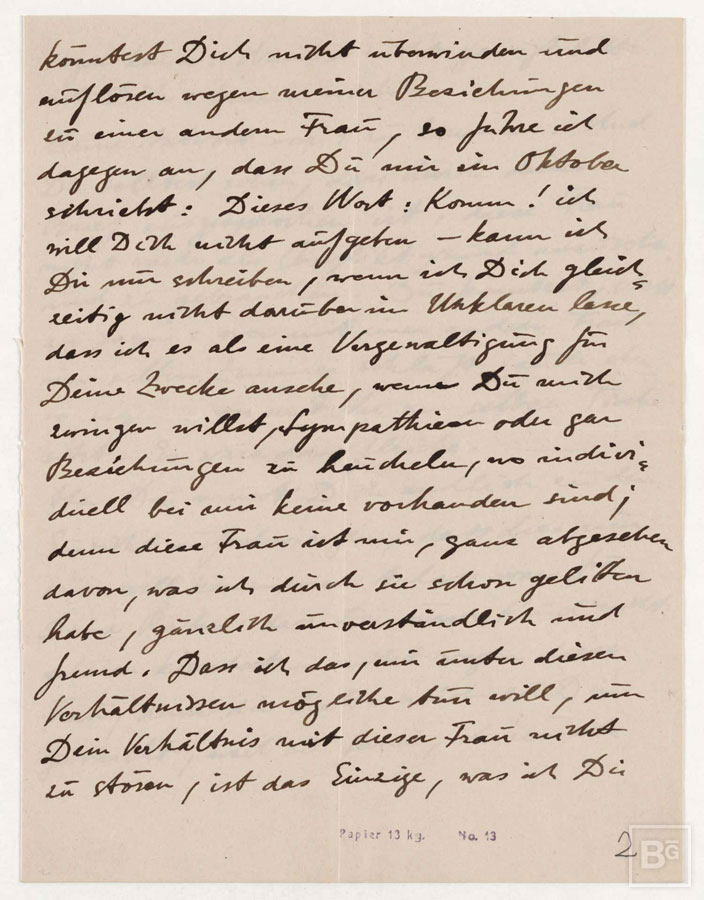 könntest Dich nicht überwinden und
auflösen wegen meiner Beziehungen
zu einer andern Frau, so führe ich
dagegen an, dass Du mir im Oktober
schriebst: Dieses Wort: Komm! ich
will Dich nicht aufgeben – kann ich
Dir nur schreiben, wenn ich Dich gleich=
zeitig nicht darüber im Unklaren lasse,
dass ich es als eine Vergewaltigung für
Deine Zwecke ansehe, wenn Du mich
zwingen willst, Sympathieen oder gar
Beziehungen zu heucheln, wo indivi=
duell bei mir keine vorhanden sind;
denn diese Frau ist mir, ganz abgesehen
davon, was ich durch sie schon gelitten
habe, gänzlich unverständlich und
fremd. Dass ich das, mir unter diesen
Verhältnissen mögliche tun will, um
Dein Verhältnis mit dieser Frau nicht
zu stören, ist das Einzige, was ich Dir
Papier 13 kg. No. 13
2
BG